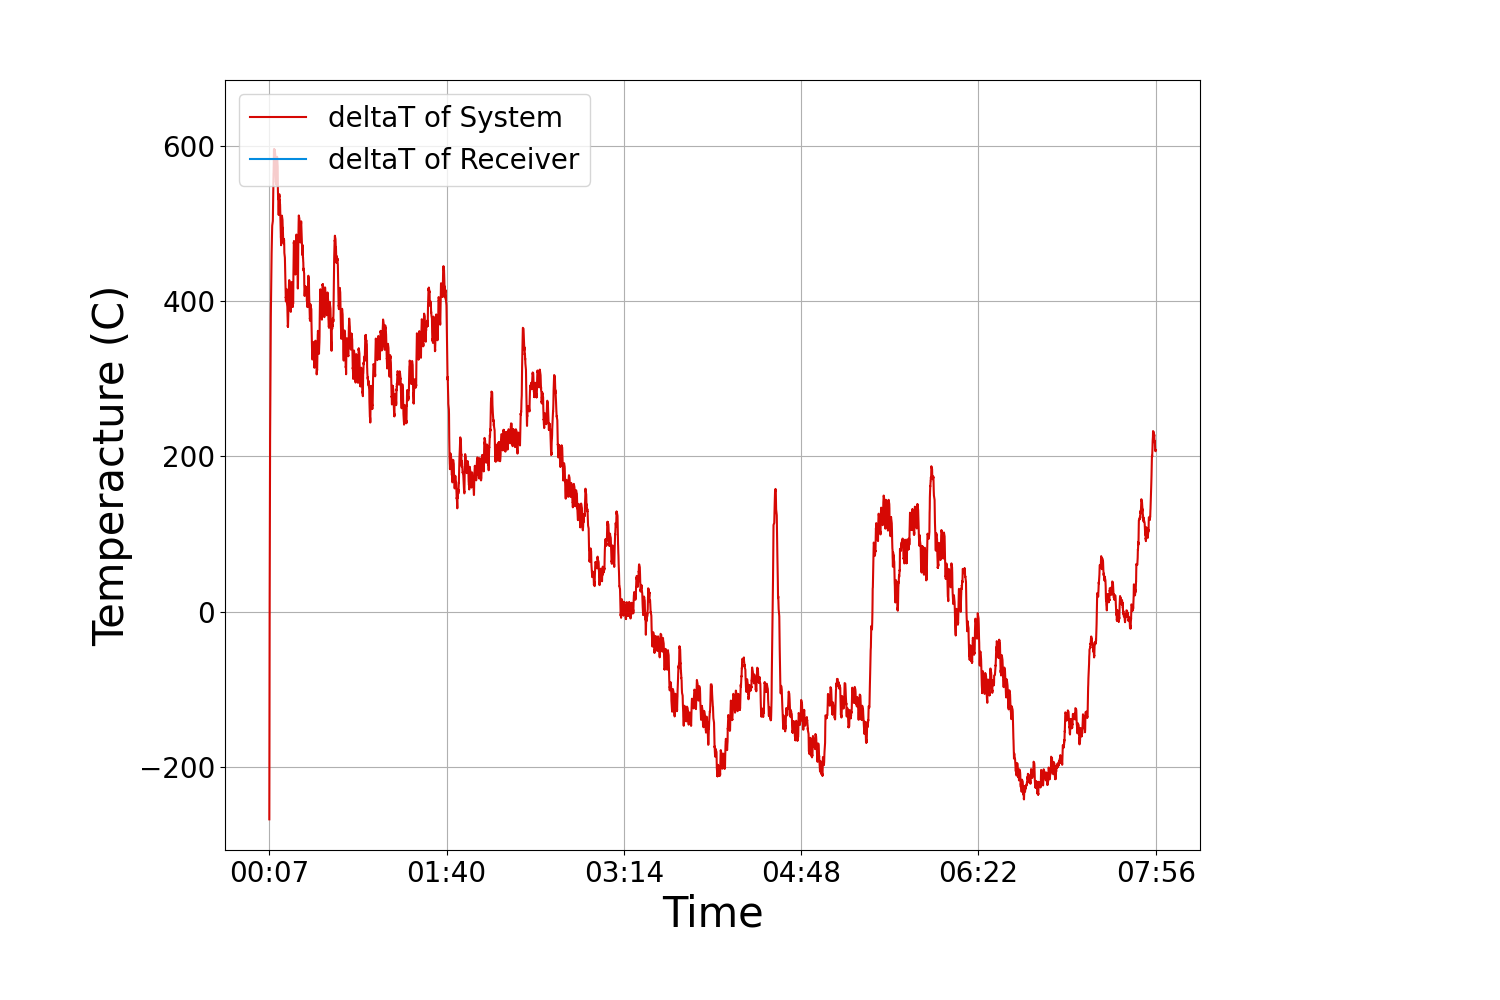 deltaT of System
deltaT of Receiver
600
400
200
0
−200
Temperacture (C)
00:07 01:40 03:14 04:48 06:22 07:56
Time